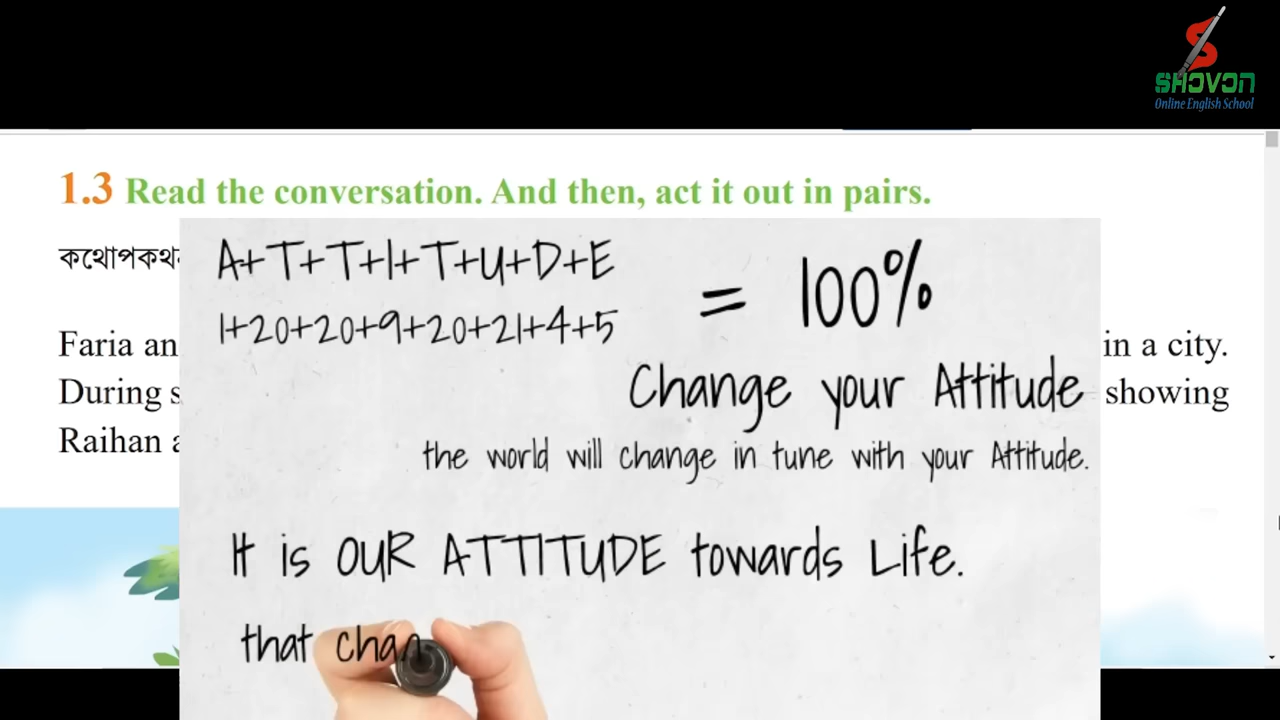 SHOVON
Online English School
1.3 Read the conversation. And then, act it out in pairs.
কথোপকথ
Faria an
in a city.
During s
showing
Raihan a
A+T+T+I+T+U+D+E
1+20+20+9+20+21+4+5
= 100%
Change your Attitude
the world will change in tune with your Attitude.
It is OUR ATTITUDE towards Life.
that chan